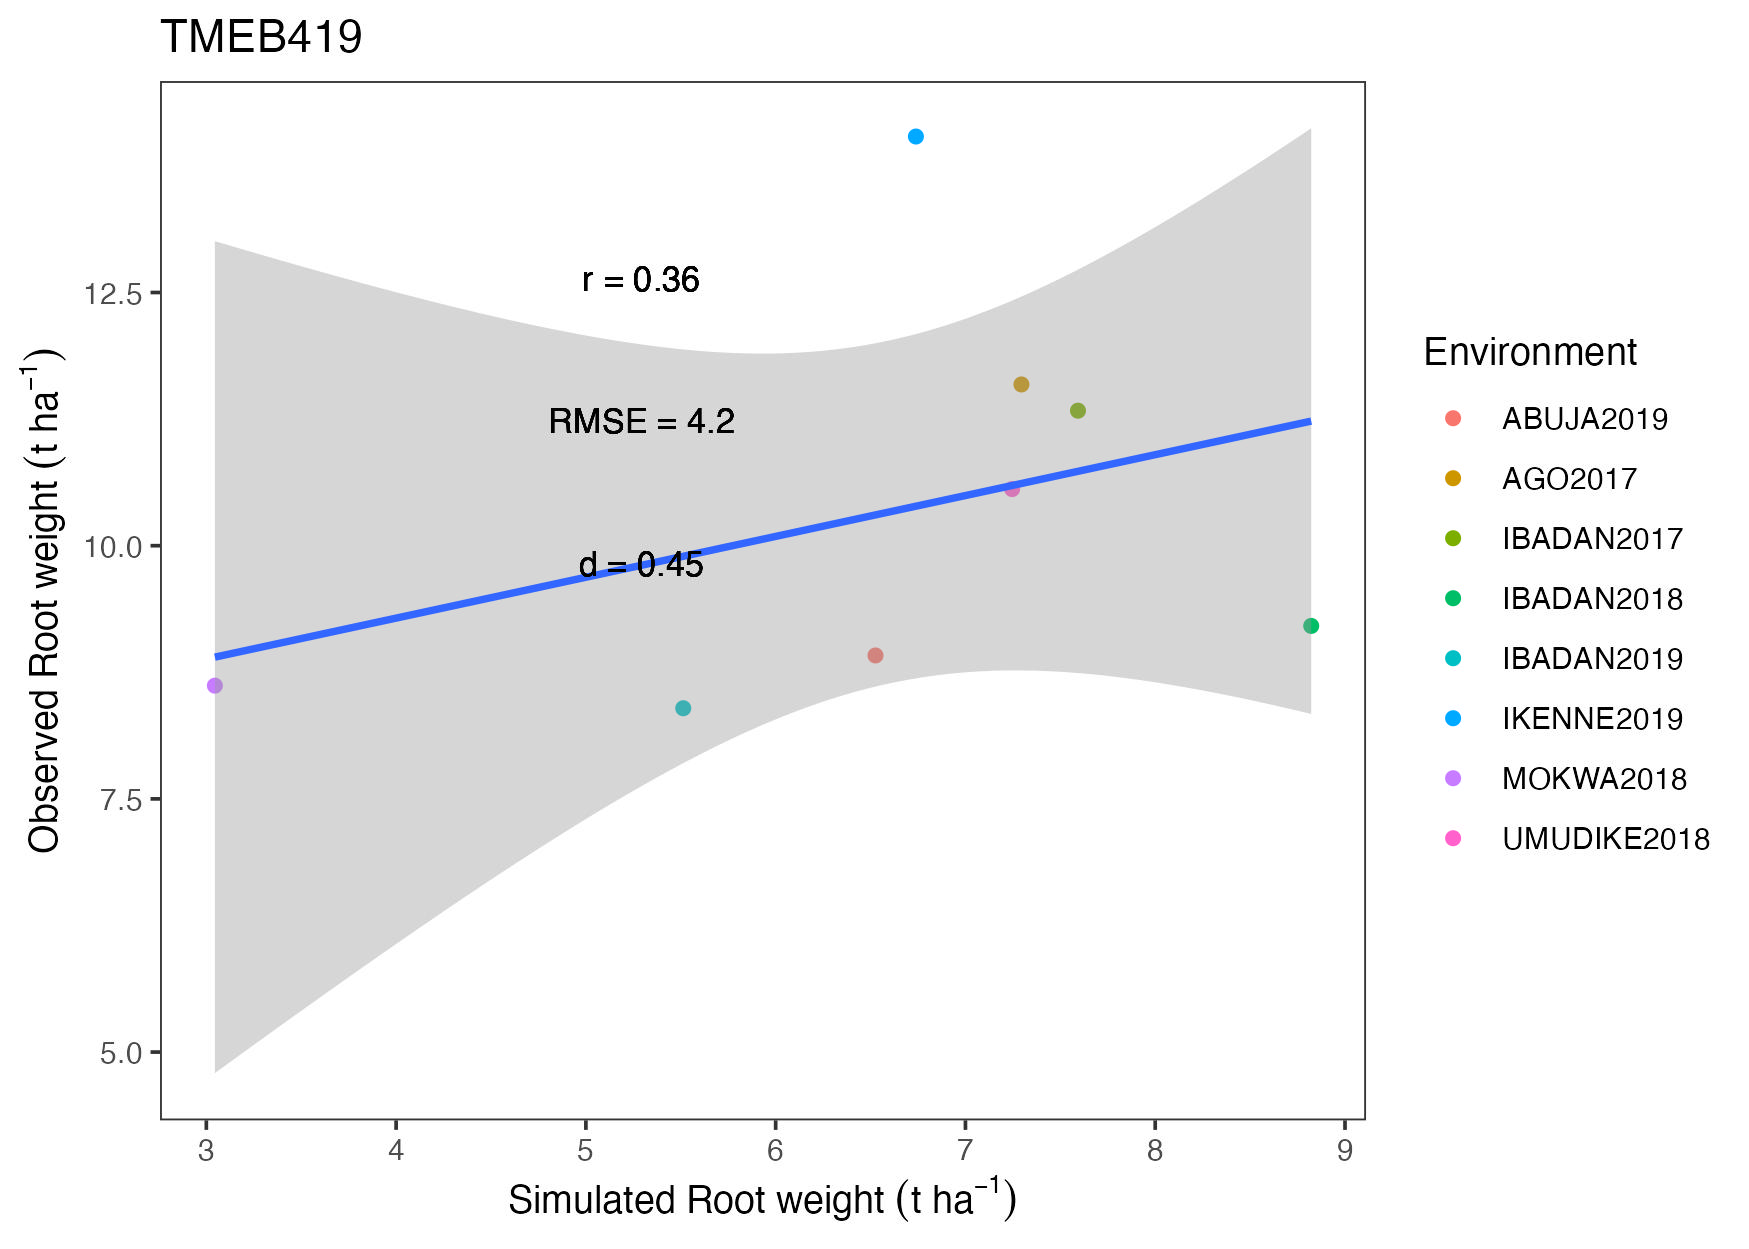 TMEB419
r = 0.36
RMSE = 4.2
d = 0.45
12.5
10.0
7.5
5.0
Observed Root weight (t ha⁻¹)
3 4 5 6 7 8 9
Simulated Root weight (t ha⁻¹)
Environment
ABUJA2019
AGO2017
IBADAN2017
IBADAN2018
IBADAN2019
IKENNE2019
MOKWA2018
UMUDIKE2018